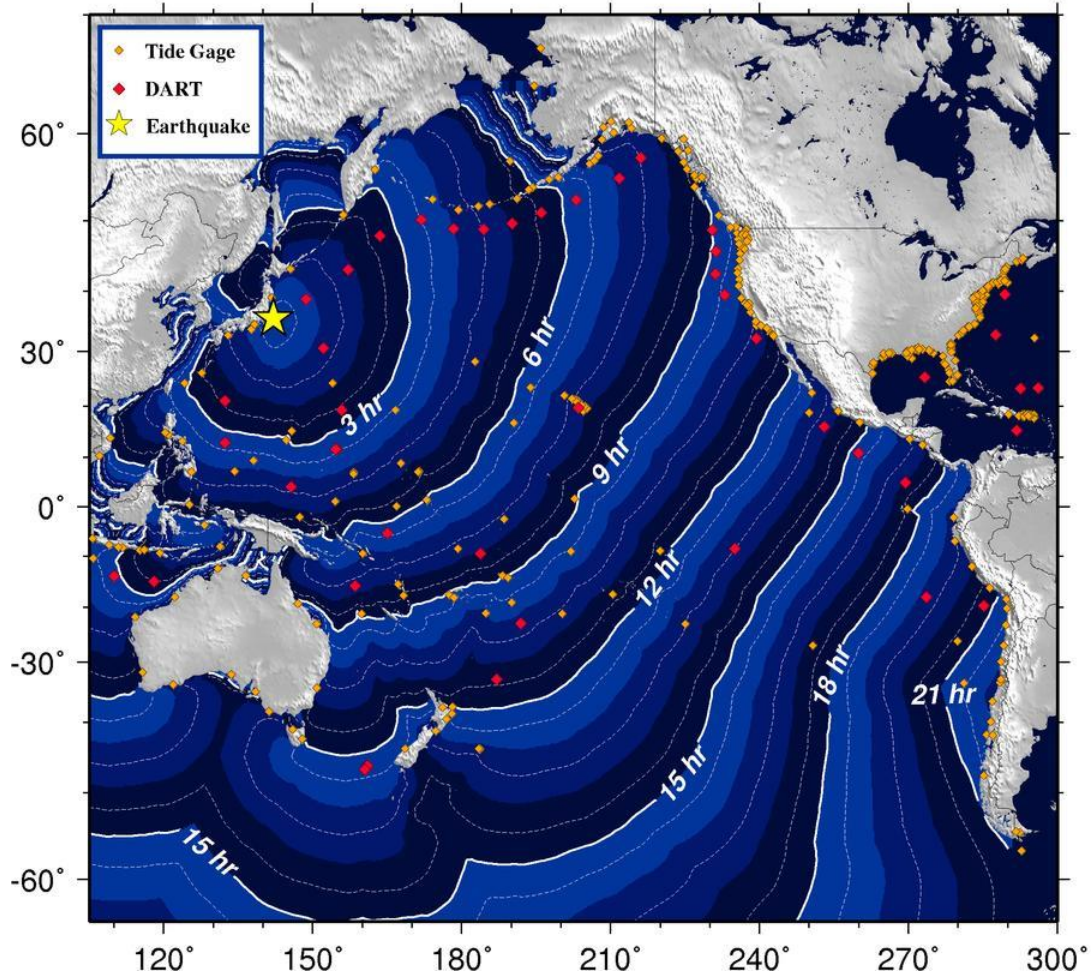 Tide Gage
DART
Earthquake
60°
30°
0°
-30°
-60°
3 hr
6 hr
9 hr
12 hr
15 hr
18 hr
21 hr
15 hr
120°
150°
180°
210°
240°
270°
300°